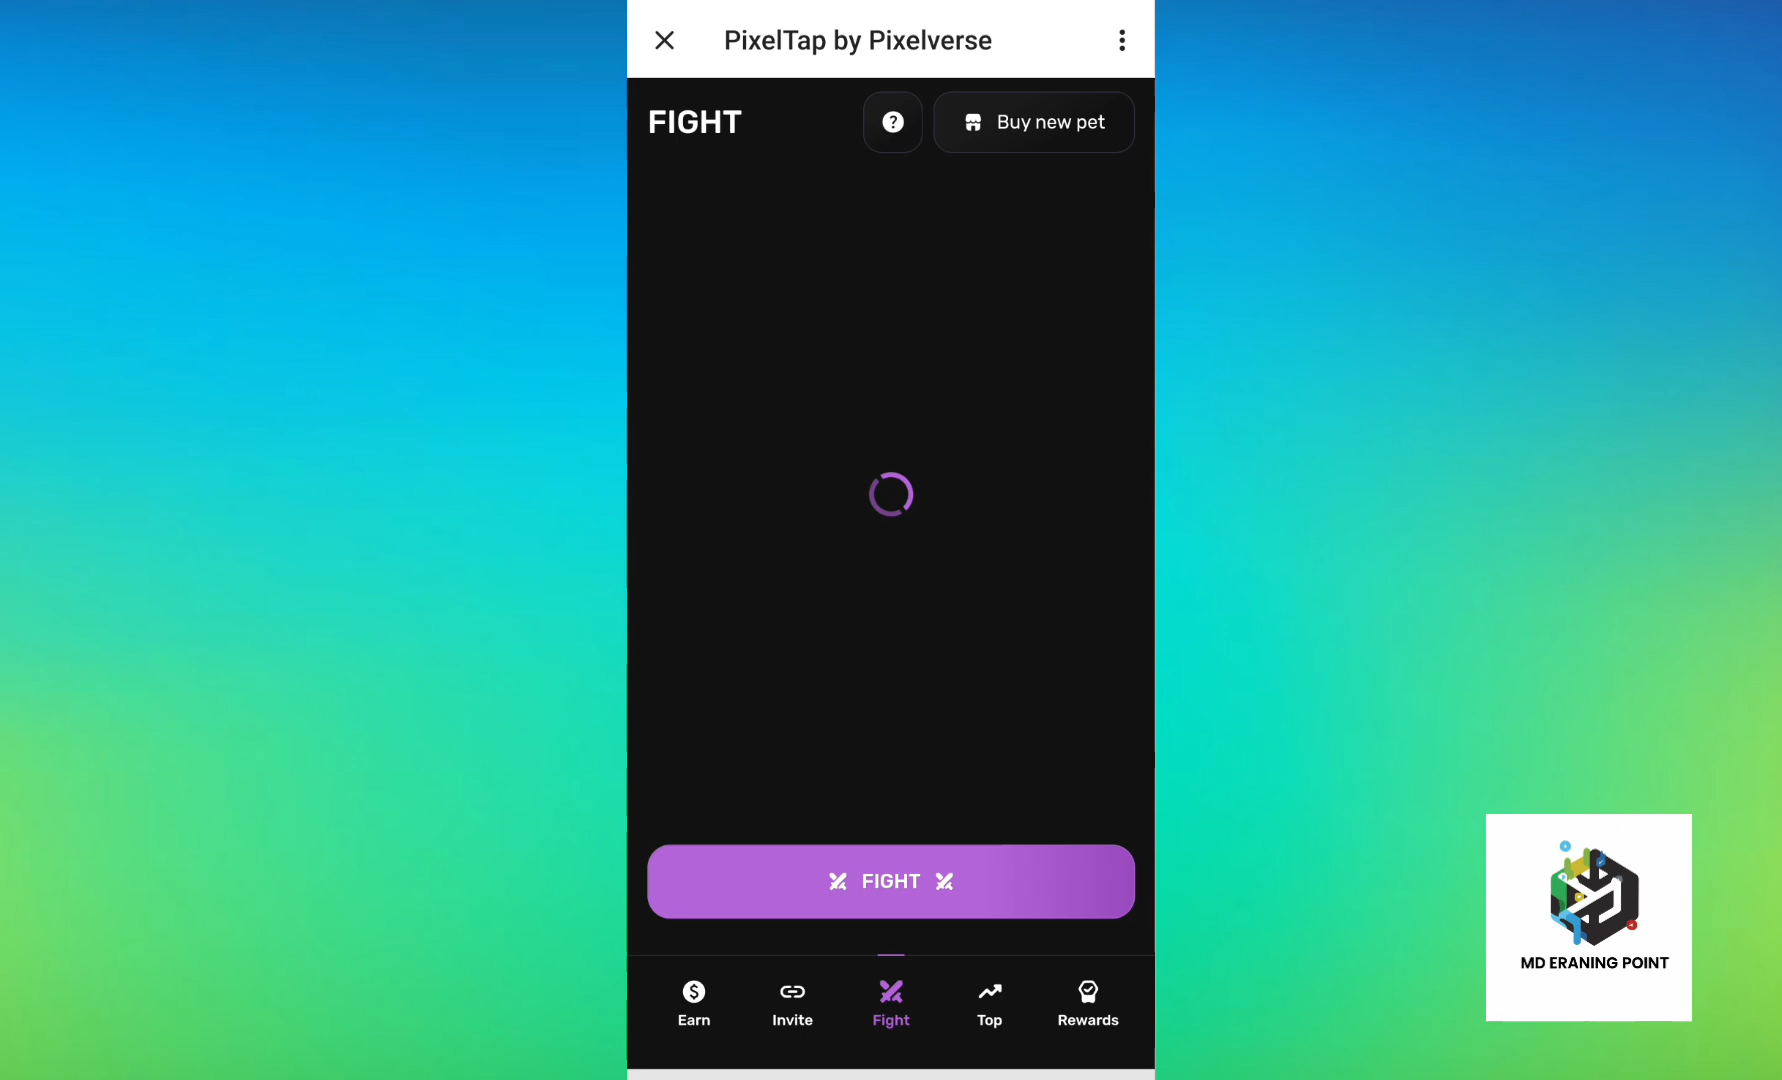 PixelTap by Pixelverse
FIGHT
Buy new pet
FIGHT
Earn
Invite
Fight
Top
Rewards
MD ERANING POINT